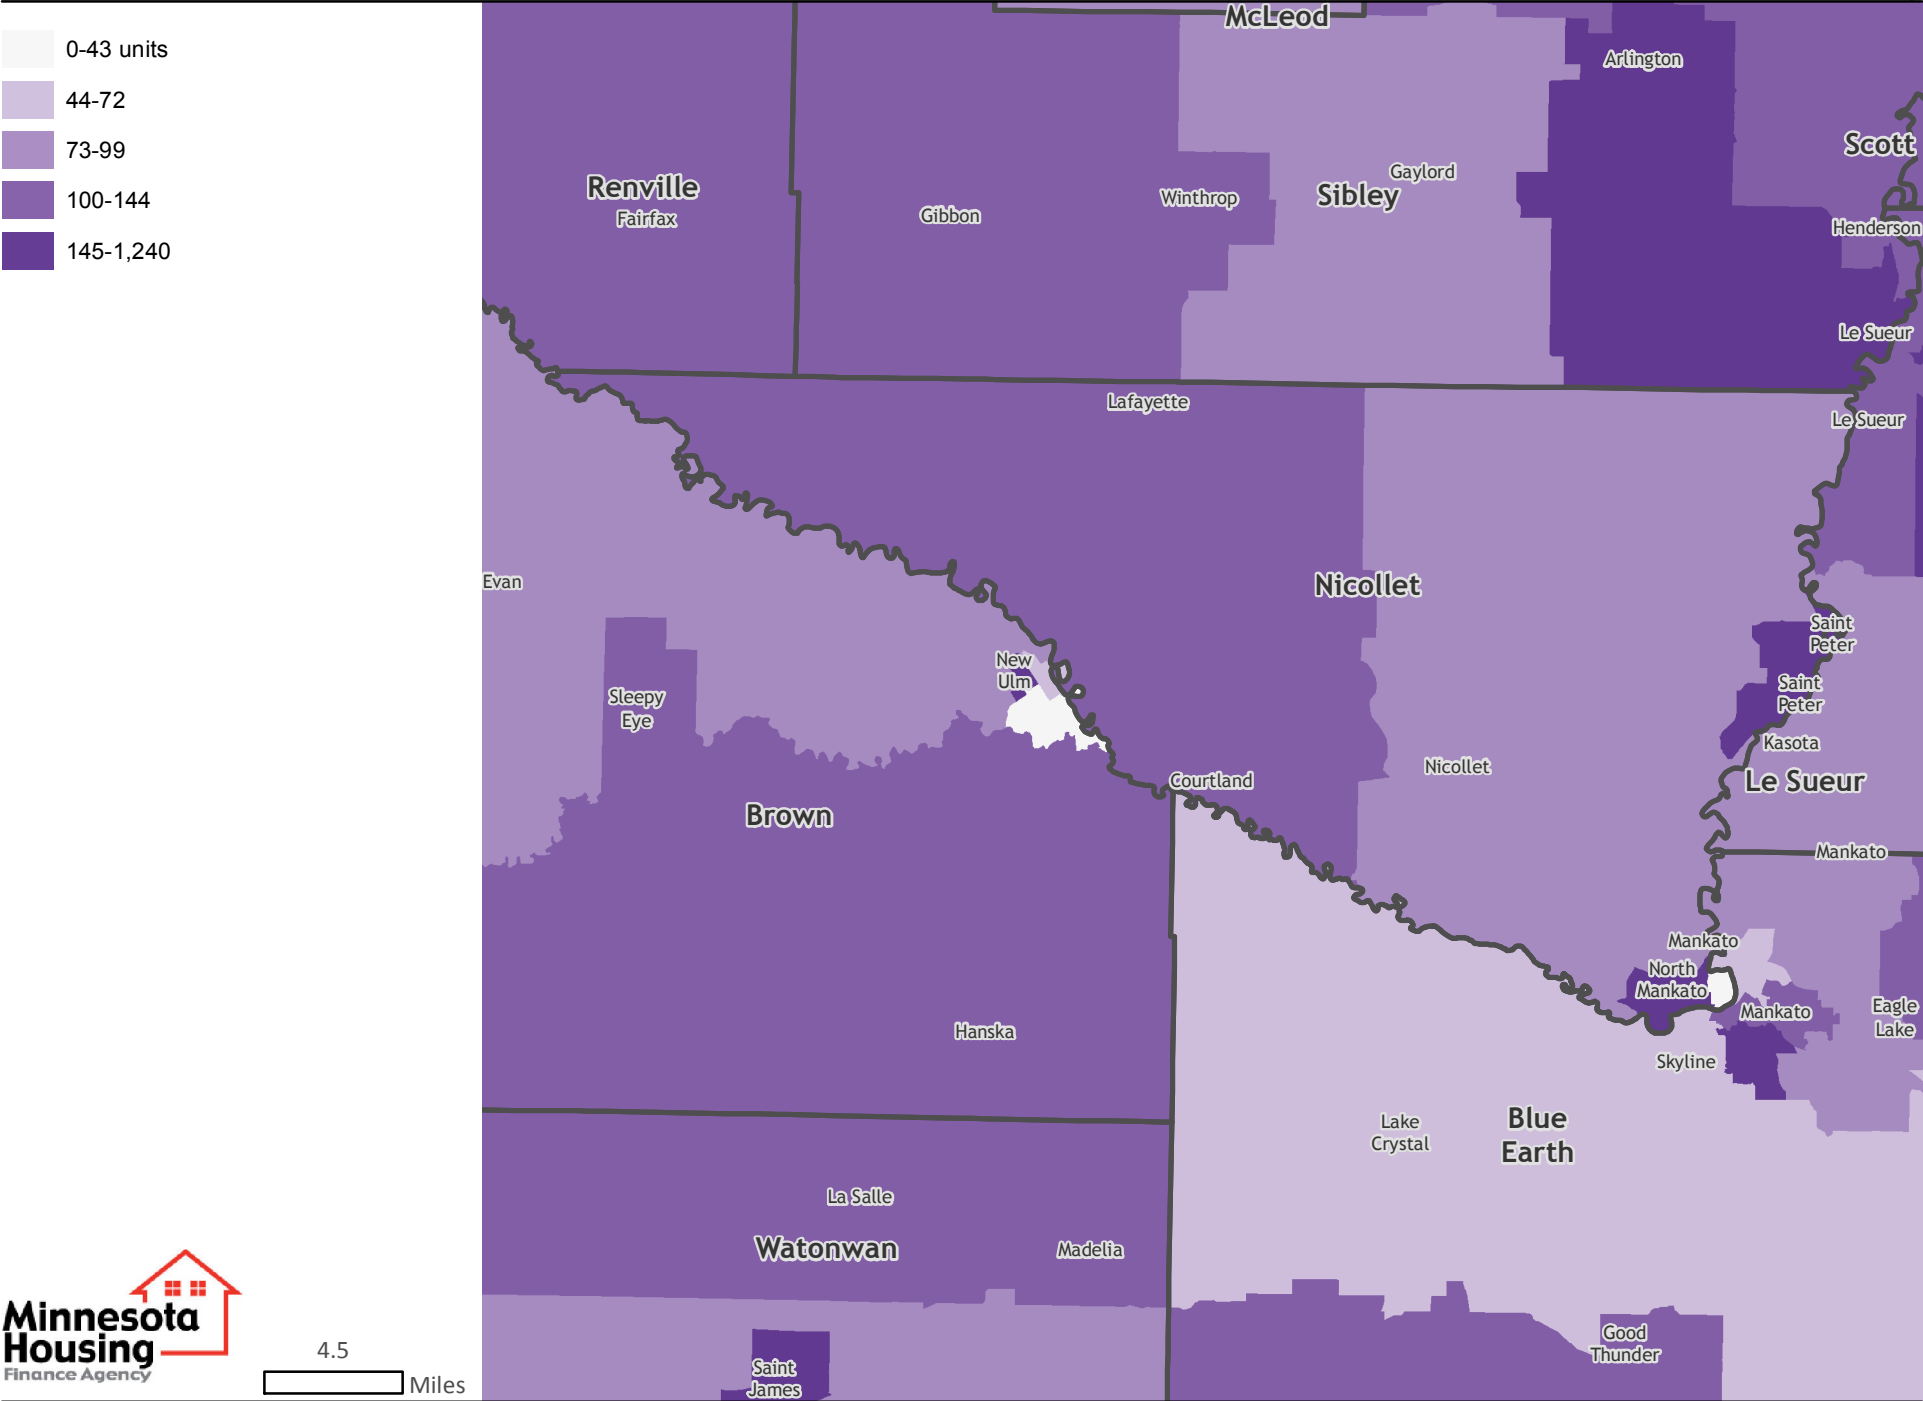 0-43 units
44-72
73-99
100-144
145-1,240
McLeod
Arlington
Scott
Renville
Fairfax
Gibbon
Winthrop
Gaylord
Sibley
Henderson
Le Sueur
Lafayette
Le Sueur
Evan
Nicollet
Saint
Peter
New
Ulm
Sleepy
Eye
Saint
Peter
Kasota
Nicollet
Courtland
Le Sueur
Brown
Mankato
Mankato
North
Mankato
Mankato
Eagle
Lake
Hanska
Skyline
Lake
Crystal
Blue
Earth
La Salle
Watonwan
Madelia
Good
Thunder
Saint
James
Minnesota
Housing
Finance Agency
4.5
Miles